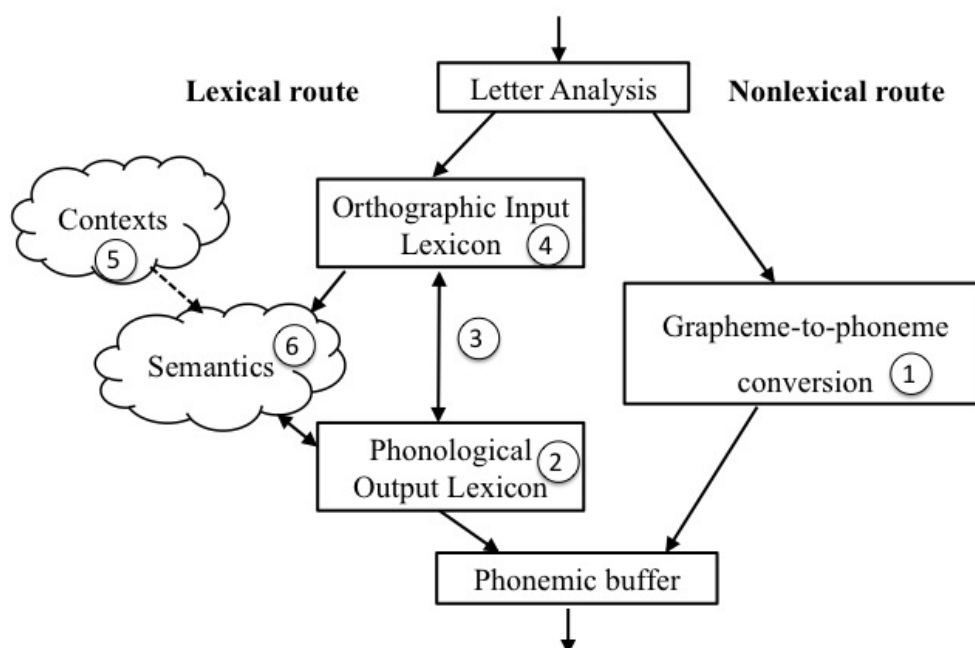 Lexical route
Letter Analysis
Nonlexical route
Contexts
5
Orthographic Input
Lexicon 4
Semantics 6
3
Grapheme-to-phoneme
conversion 1
Phonological
Output Lexicon 2
Phonemic buffer